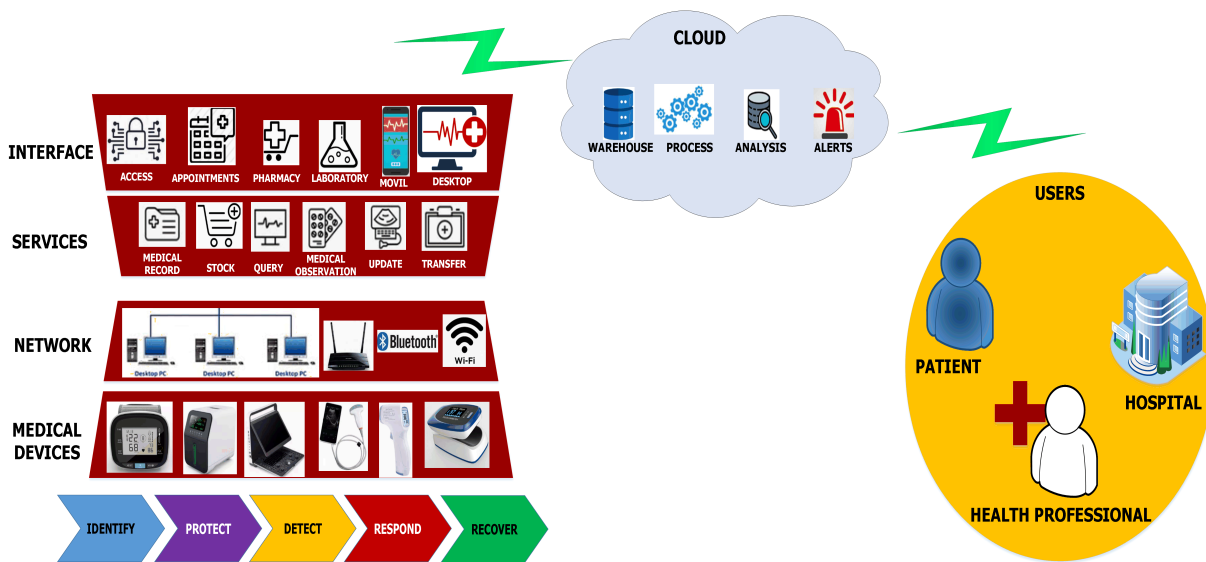 CLOUD
WAREHOUSE
PROCESS
ANALYSIS
ALERTS
INTERFACE
ACCESS
APPOINTMENTS
PHARMACY
LABORATORY
MOVIL
DESKTOP
SERVICES
MEDICAL
RECORD
STOCK
QUERY
MEDICAL
OBSERVATION
UPDATE
TRANSFER
NETWORK
Desktop PC
Desktop PC
Desktop PC
Bluetooth
Wi-Fi
MEDICAL
DEVICES
IDENTIFY
PROTECT
DETECT
RESPOND
RECOVER
USERS
PATIENT
HOSPITAL
HEALTH PROFESSIONAL